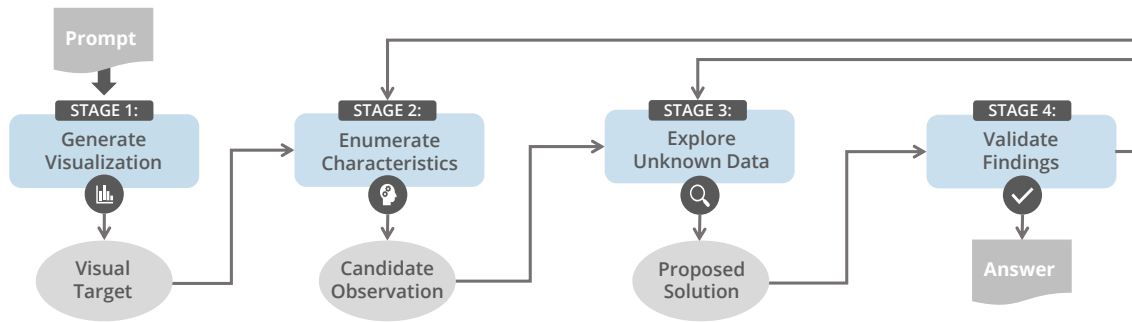 Prompt
STAGE 1:
Generate
Visualization
Visual
Target
STAGE 2:
Enumerate
Characteristics
Candidate
Observation
STAGE 3:
Explore
Unknown Data
Proposed
Solution
STAGE 4:
Validate
Findings
Answer